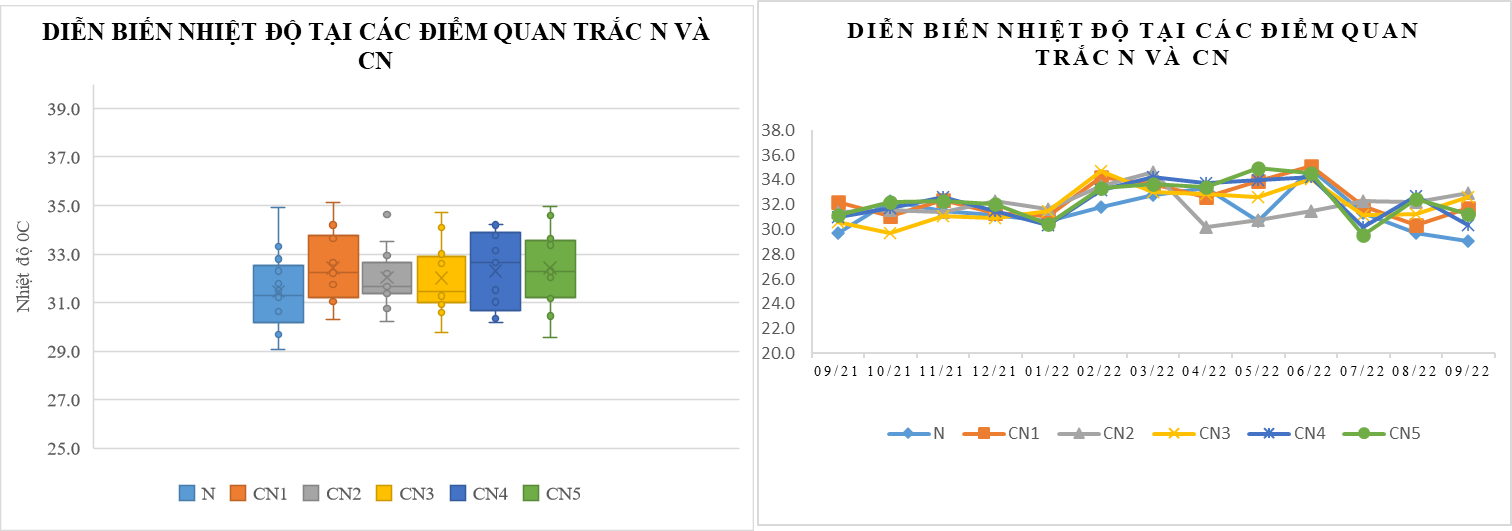 DIỄN BIẾN NHIỆT ĐỘ TẠI CÁC ĐIỂM QUAN TRẮC N VÀ
CN
39.0
37.0
35.0
33.0
31.0
29.0
27.0
25.0
Nhiệt độ 0C
N CN1 CN2 CN3 CN4 CN5
DIỄN BIẾN NHIỆT ĐỘ TẠI CÁC ĐIỂM QUAN
TRẮC N VÀ CN
38.0
36.0
34.0
32.0
30.0
28.0
26.0
24.0
22.0
20.0
09/21 10/21 11/21 12/21 01/22 02/22 03/22 04/22 05/22 06/22 07/22 08/22 09/22
N CN1 CN2 CN3 CN4 CN5